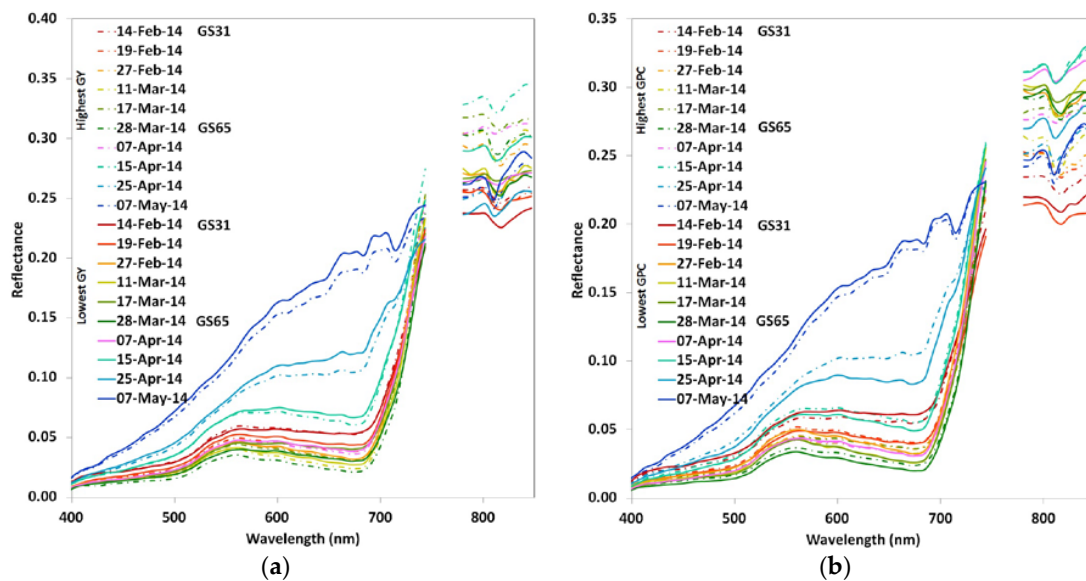 0.40
0.35
0.30
0.25
0.20
0.15
0.10
0.05
0.00
Reflectance
Highest GY
Lowest GY
14-Feb-14 GS31
19-Feb-14
27-Feb-14
11-Mar-14
17-Mar-14
28-Mar-14 GS65
07-Apr-14
15-Apr-14
25-Apr-14
07-May-14
14-Feb-14 GS31
19-Feb-14
27-Feb-14
11-Mar-14
17-Mar-14
28-Mar-14 GS65
07-Apr-14
15-Apr-14
25-Apr-14
07-May-14
400 500 600 700 800
Wavelength (nm)
(a)
0.35
0.30
0.25
0.20
0.15
0.10
0.05
0.00
Reflectance
Highest GPC
Lowest GPC
14-Feb-14 GS31
19-Feb-14
27-Feb-14
11-Mar-14
17-Mar-14
28-Mar-14 GS65
07-Apr-14
15-Apr-14
25-Apr-14
07-May-14
14-Feb-14 GS31
19-Feb-14
27-Feb-14
11-Mar-14
17-Mar-14
28-Mar-14 GS65
07-Apr-14
15-Apr-14
25-Apr-14
07-May-14
400 500 600 700 800
Wavelength (nm)
(b)